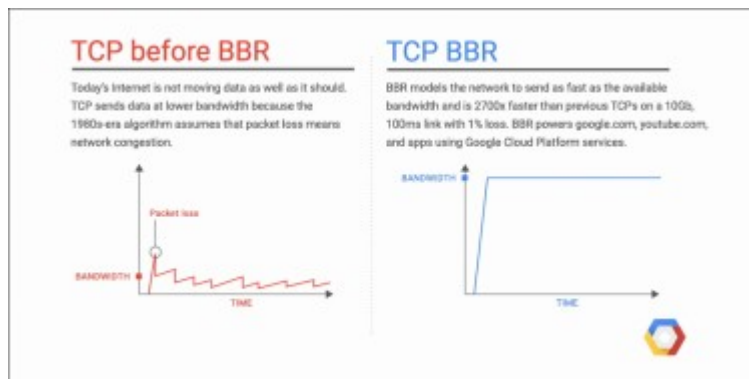 TCP before BBR
Today's Internet is not moving data as well as it should.
TCP sends data at lower bandwidth because the
1980s-era algorithm assumes that packet loss means
network congestion.
Packet loss
BANDWIDTH
TIME
TCP BBR
BBR models the network to send as fast as the available
bandwidth and is 2700x faster than previous TCPs on a 10Gb,
100ms link with 1% loss. BBR powers google.com, youtube.com,
and apps using Google Cloud Platform services.
BANDWIDTH
TIME